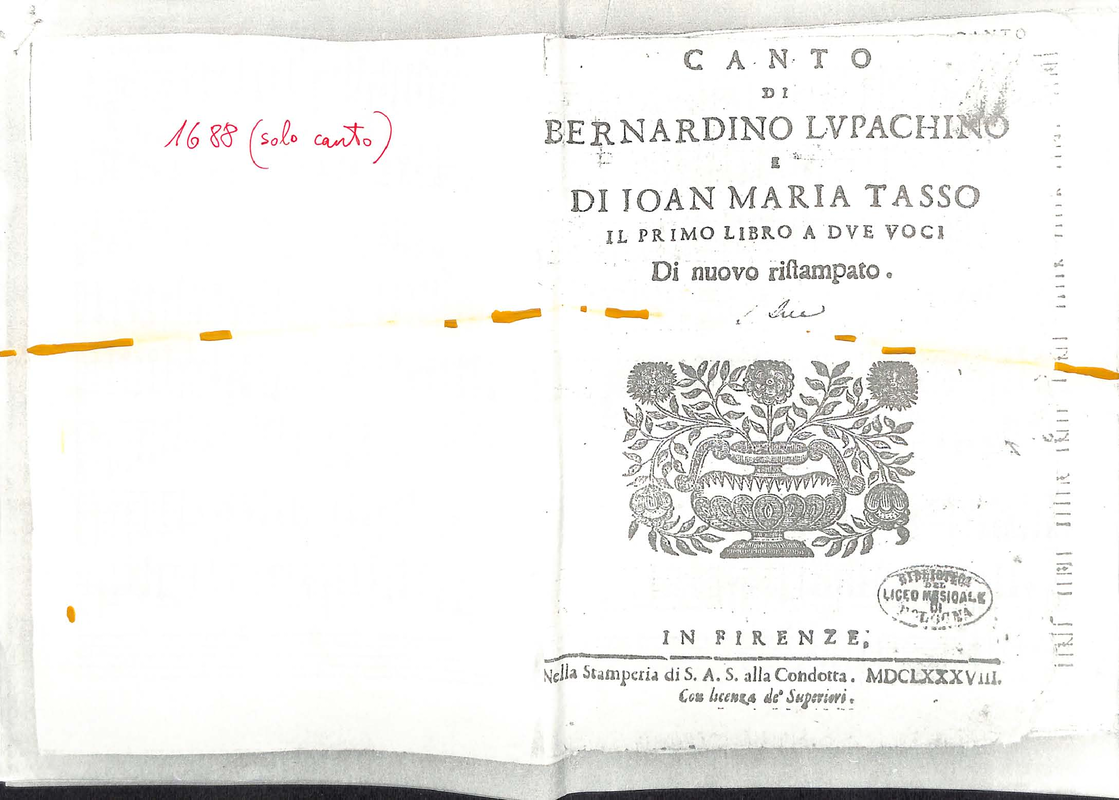 1688 (solo canto)
CANTO
CANTO
DI
BERNARDINO LVPACHINO
E
DI IOAN MARIA TASSO
IL PRIMO LIBRO A DVE VOCI
Di nuovo riſtampato.
BIBLIOTECA
DEL
LICEO MUSICALE
DI
BOLOGNA
IN FIRENZE;
Nella Stamperia di S. A. S. alla Condotta. MDCLXXXVIII.
Con licenza de' Superiori.